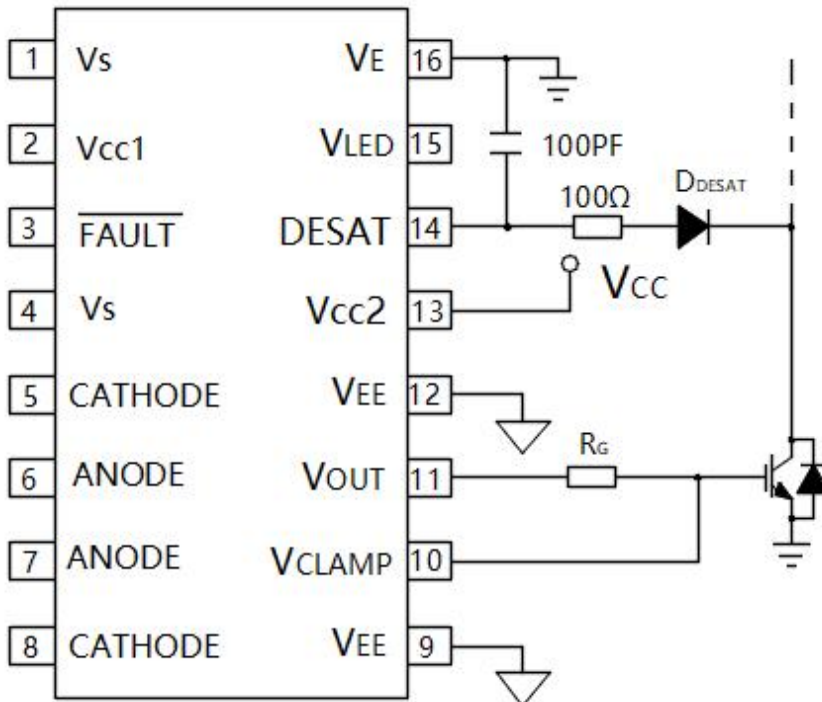 1 Vs VE 16
2 Vcc1 VLED 15
100PF
3 FAULT DESAT 14
100Ω
DDESAT
4 Vs Vcc2 13
Vcc
5 CATHODE VEE 12
6 ANODE VOUT 11
RG
7 ANODE VCLAMP 10
8 CATHODE VEE 9